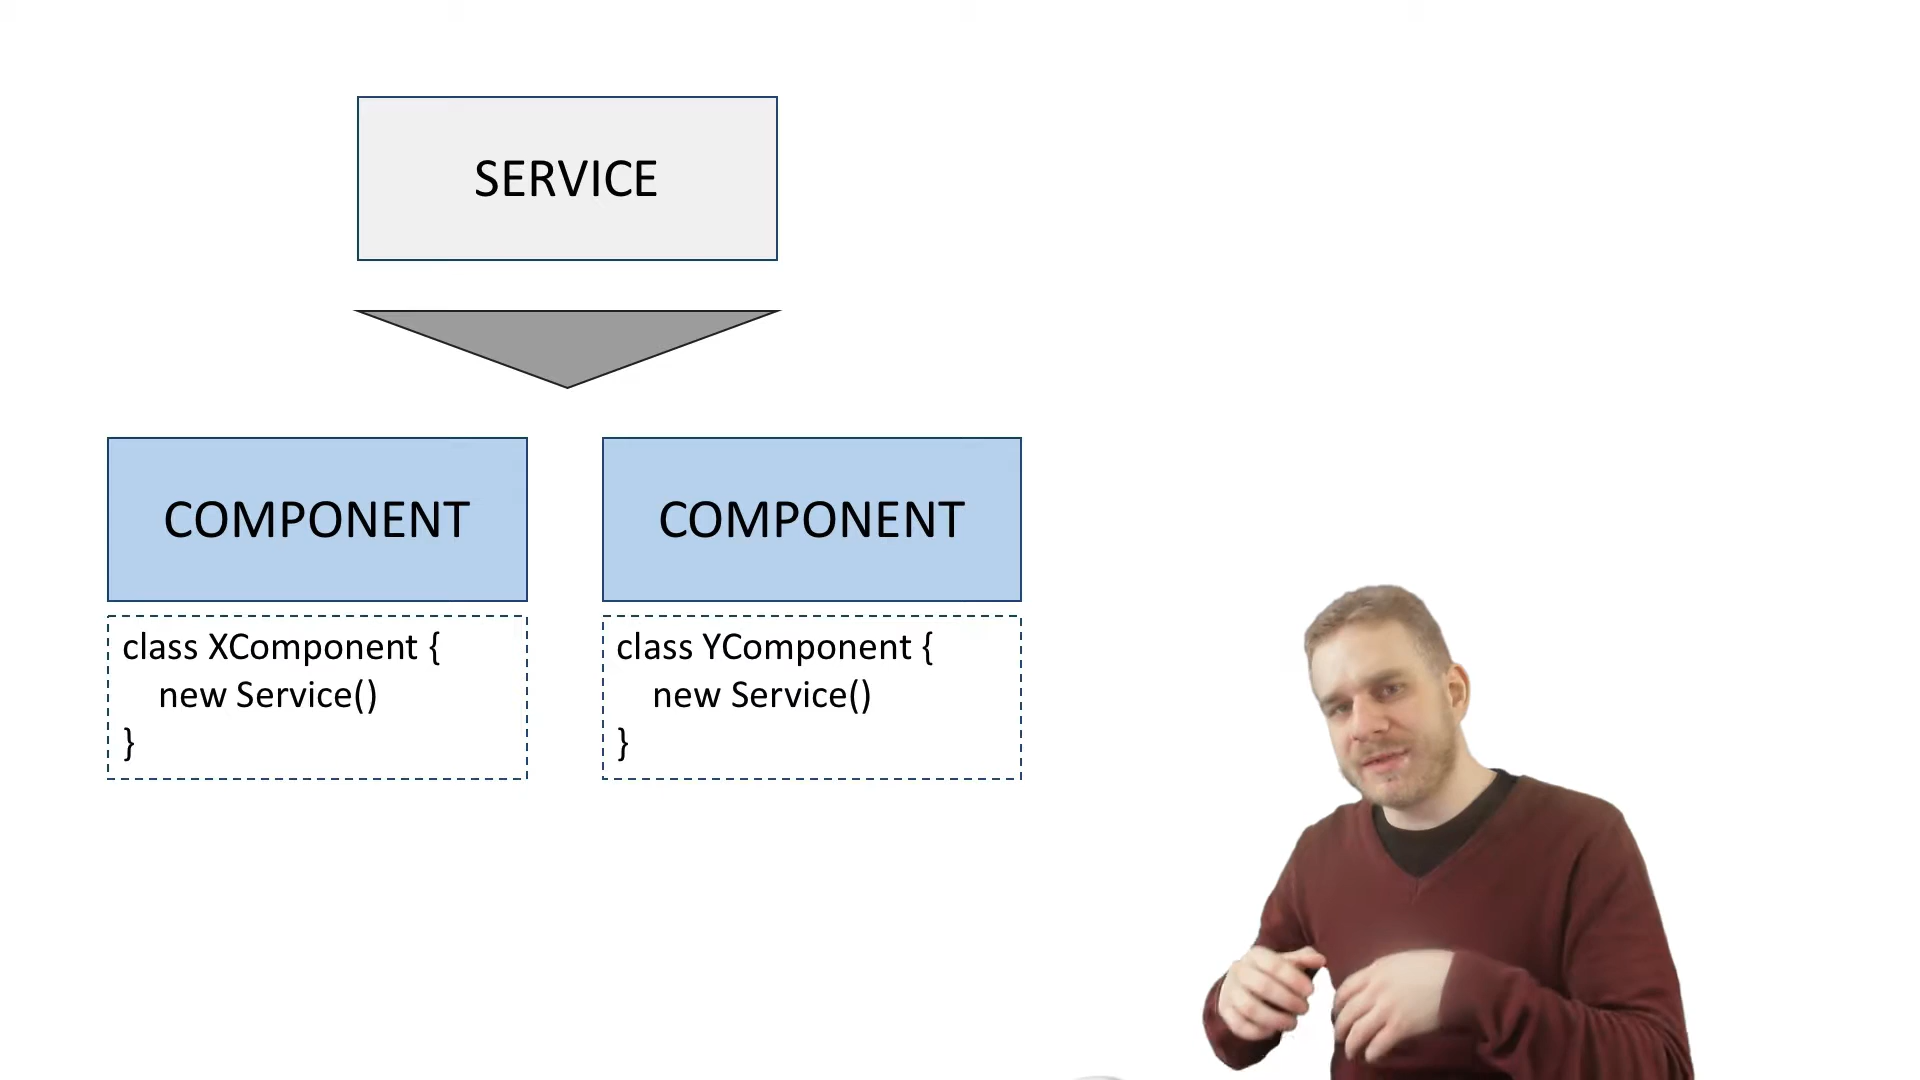 SERVICE
COMPONENT
COMPONENT
class XComponent {
new Service()
}
class YComponent {
new Service()
}